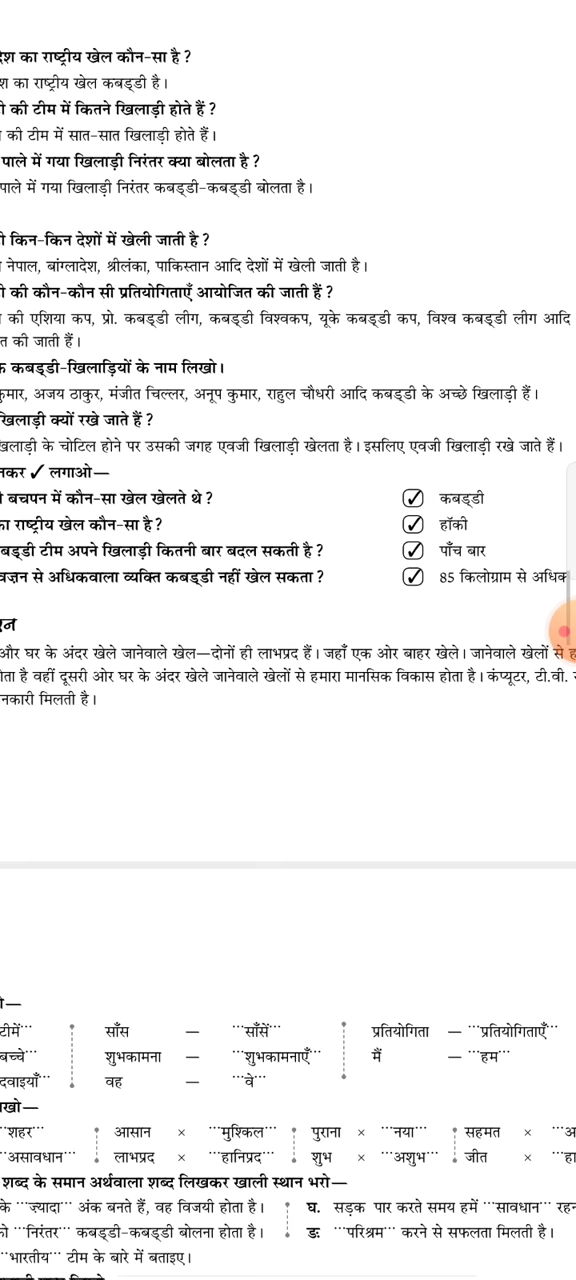 देश का राष्ट्रीय खेल कौन-सा है?
श का राष्ट्रीय खेल कबड्डी है।
ी की टीम में कितने खिलाड़ी होते हैं?
की टीम में सात-सात खिलाड़ी होते हैं।
पाले में गया खिलाड़ी निरंतर क्या बोलता है?
पाले में गया खिलाड़ी निरंतर कबड्डी-कबड्डी बोलता है।
ी किन-किन देशों में खेली जाती है?
नेपाल, बांग्लादेश, श्रीलंका, पाकिस्तान आदि देशों में खेली जाती है।
ी की कौन-कौन सी प्रतियोगिताएँ आयोजित की जाती हैं?
की एशिया कप, प्रो. कबड्डी लीग, कबड्डी विश्वकप, यूके कबड्डी कप, विश्व कबड्डी लीग आदि
त की जाती हैं।
क कबड्डी-खिलाड़ियों के नाम लिखो।
कुमार, अजय ठाकुर, मंजीत चिल्लर, अनूप कुमार, राहुल चौधरी आदि कबड्डी के अच्छे खिलाड़ी हैं।
खिलाड़ी क्यों रखे जाते हैं?
खिलाड़ी के चोटिल होने पर उसकी जगह एवजी खिलाड़ी खेलता है। इसलिए एवजी खिलाड़ी रखे जाते हैं।
नकर ✓ लगाओ—
ी बचपन में कौन-सा खेल खेलते थे? ✓ कबड्डी
का राष्ट्रीय खेल कौन-सा है? ✓ हॉकी
बड्डी टीम अपने खिलाड़ी कितनी बार बदल सकती है? ✓ पाँच बार
वज़न से अधिकवाला व्यक्ति कबड्डी नहीं खेल सकता? ✓ 85 किलोग्राम से अधिक
न
और घर के अंदर खेले जानेवाले खेल—दोनों ही लाभप्रद हैं। जहाँ एक ओर बाहर खेले। जानेवाले खेलों से ह
ोता है वहीं दूसरी ओर घर के अंदर खेले जानेवाले खेलों से हमारा मानसिक विकास होता है। कंप्यूटर, टी.वी.
नकारी मिलती है।
ो—
टीमें··· साँस — ···साँसें··· प्रतियोगिता — ···प्रतियोगिताएँ···
बच्चे··· शुभकामना — ···शुभकामनाएँ··· मैं — ···हम···
दवाइयाँ··· वह — ···वे···
खो—
··शहर··· आसान × ···मुश्किल··· पुराना × ···नया··· सहमत × ···अ
··असावधान··· लाभप्रद × ···हानिप्रद··· शुभ × ···अशुभ··· जीत × ···हा
शब्द के समान अर्थवाला शब्द लिखकर खाली स्थान भरो—
के ···ज्यादा··· अंक बनते हैं, वह विजयी होता है। घ. सड़क पार करते समय हमें ···सावधान··· रहन
को ···निरंतर··· कबड्डी-कबड्डी बोलना होता है। ङ ···परिश्रम··· करने से सफलता मिलती है।
··भारतीय··· टीम के बारे में बताइए।